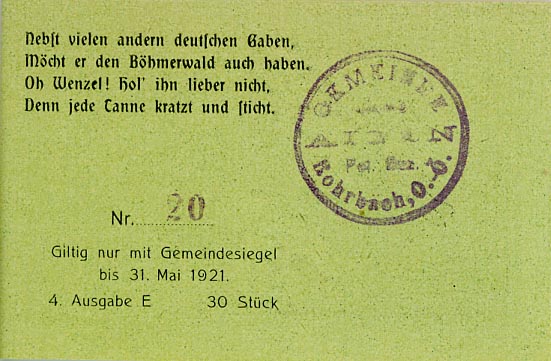 Nebst vielen andern deutschen Gaben,
Möcht er den Böhmerwald auch haben.
Oh Wenzel! Hol' ihn lieber nicht,
Denn jede Tanne kratzt und sticht.
GEMEINDE
Pol. Bez.
Rohrbach, O.-Ö.
Nr. 20
Giltig nur mit Gemeindesiegel
bis 31. Mai 1921.
4. Ausgabe E 30 Stück